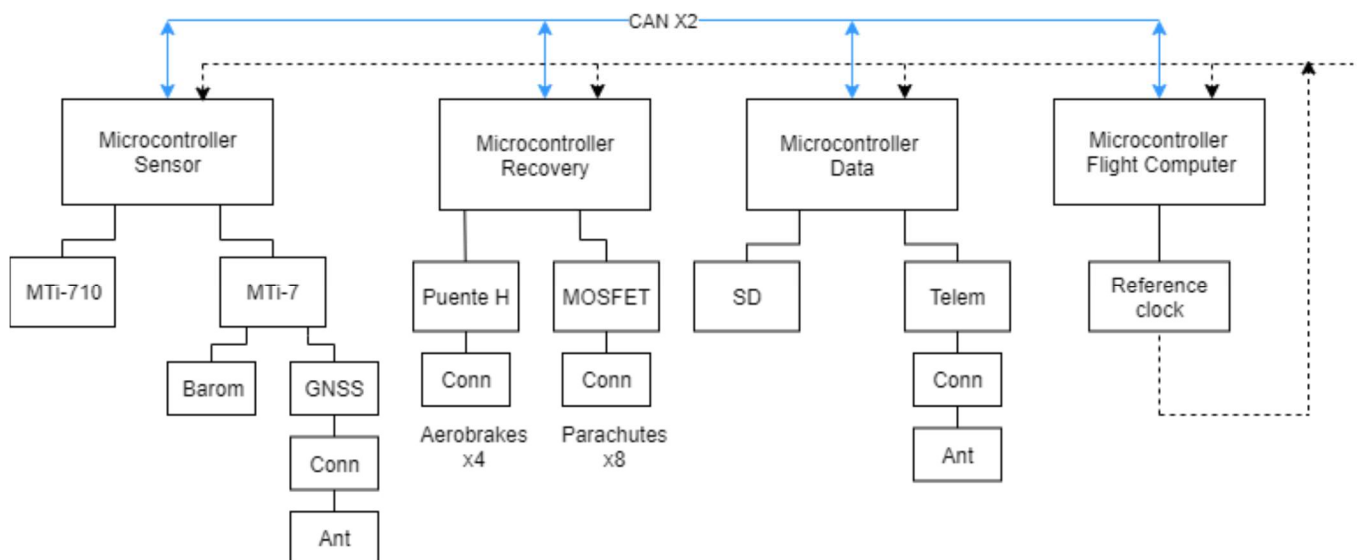 CAN X2
Microcontroller
Sensor
Microcontroller
Recovery
Microcontroller
Data
Microcontroller
Flight Computer
MTi-710
MTi-7
Puente H
MOSFET
SD
Telem
Reference
clock
Barom
GNSS
Conn
Conn
Conn
Aerobrakes
x4
Parachutes
x8
Conn
Ant
Ant